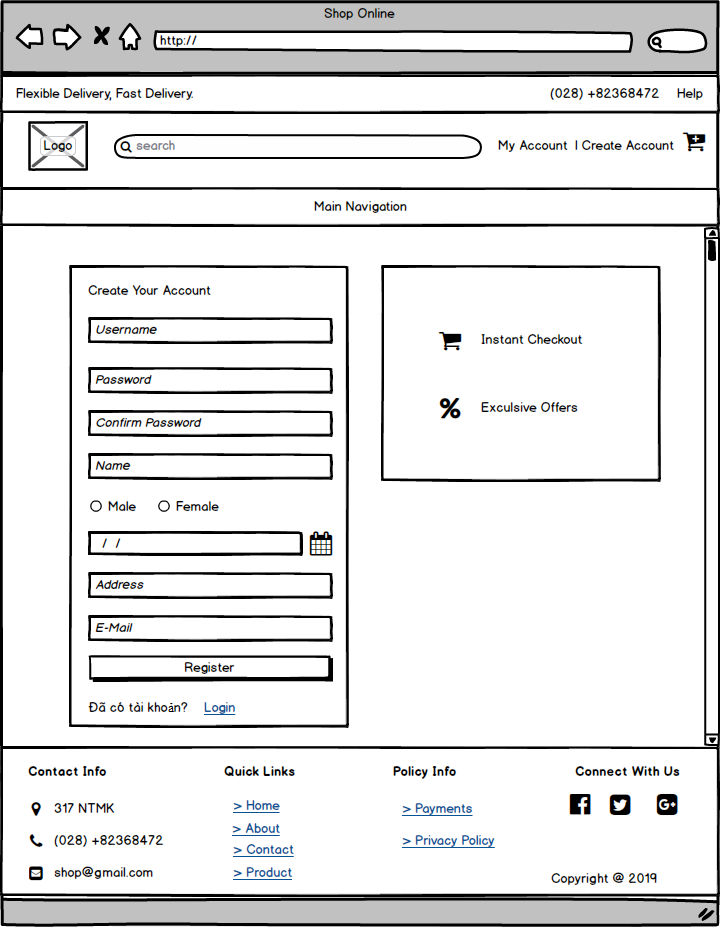 Shop Online
http://
Flexible Delivery, Fast Delivery.
(028) +82368472 Help
Logo
search
My Account | Create Account
Main Navigation
Create Your Account
Username
Password
Confirm Password
Name
Male Female
/ /
Address
E-Mail
Register
Đã có tài khoản? Login
Instant Checkout
% Exculsive Offers
Contact Info
317 NTMK
(028) +82368472
shop@gmail.com
Quick Links
> Home
> About
> Contact
> Product
Policy Info
> Payments
> Privacy Policy
Connect With Us
Copyright @ 2019